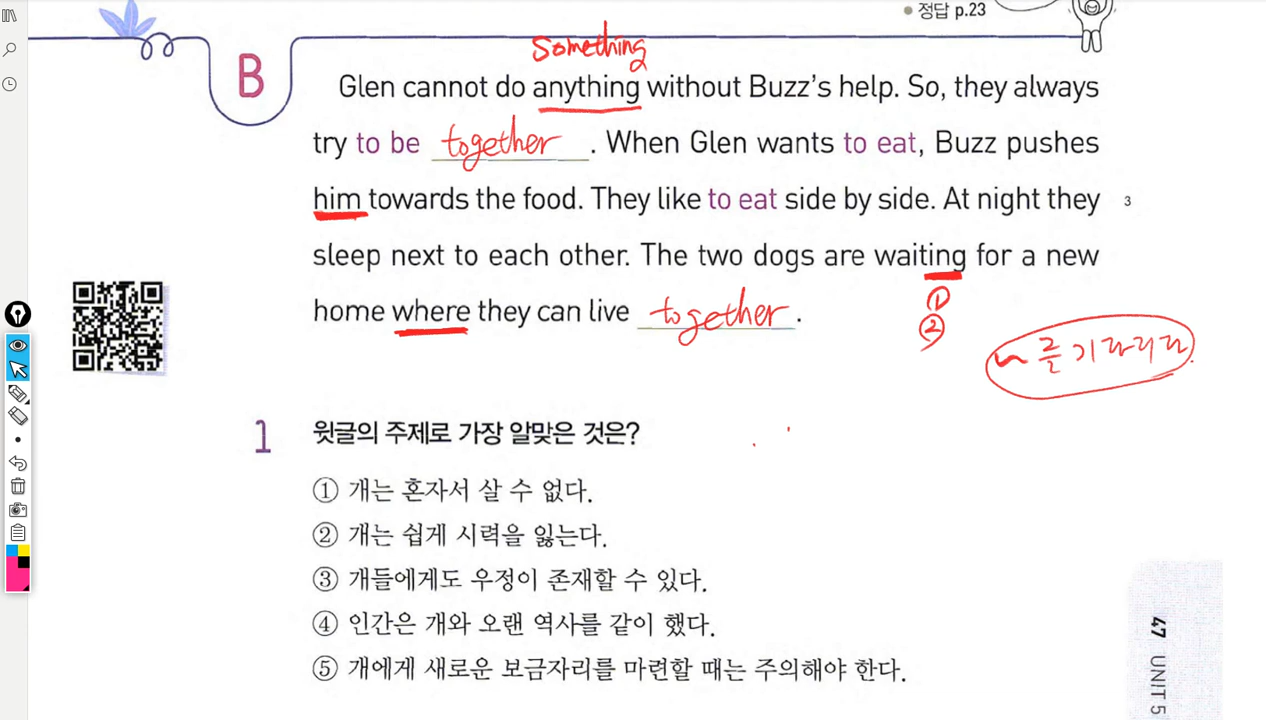 • 정답 p.23
something
B
Glen cannot do anything without Buzz's help. So, they always
try to be together. When Glen wants to eat, Buzz pushes
him towards the food. They like to eat side by side. At night they 3
sleep next to each other. The two dogs are waiting for a new
home where they can live together.
①
②
~를 기다리다.
1 윗글의 주제로 가장 알맞은 것은?
① 개는 혼자서 살 수 없다.
② 개는 쉽게 시력을 잃는다.
③ 개들에게도 우정이 존재할 수 있다.
④ 인간은 개와 오랜 역사를 같이 했다.
⑤ 개에게 새로운 보금자리를 마련할 때는 주의해야 한다.
47 UNIT 5